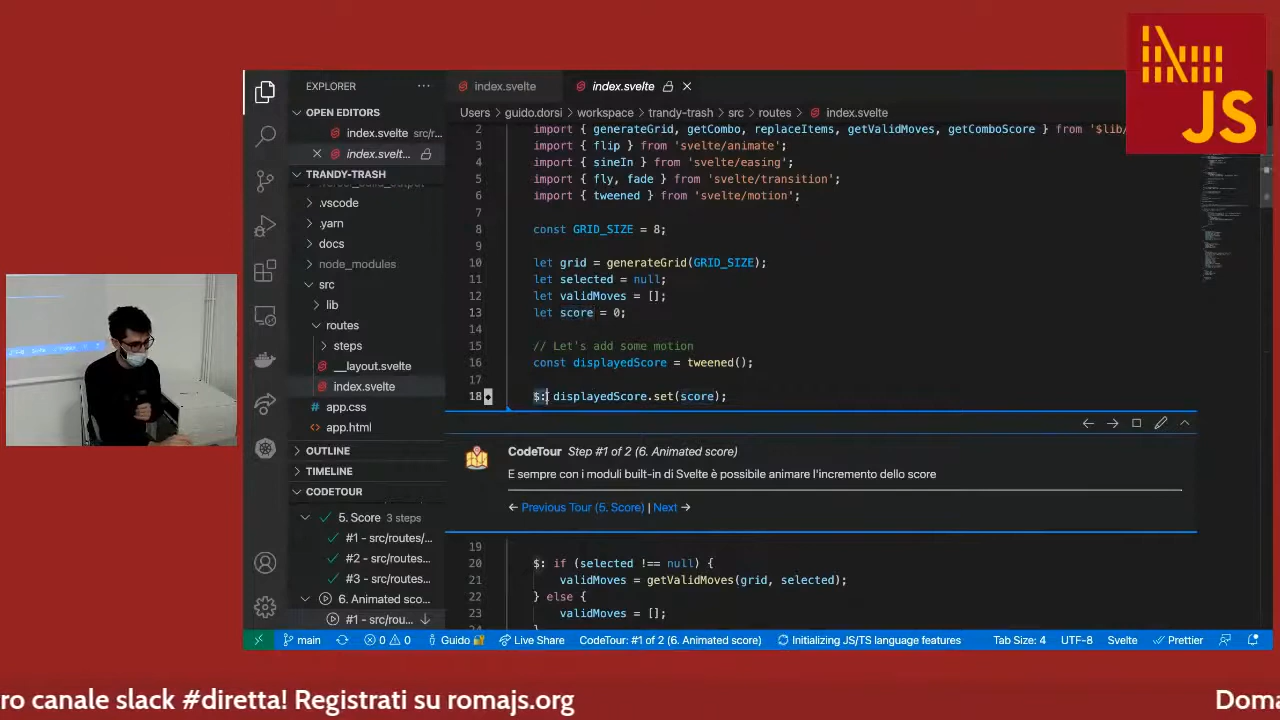 JS
EXPLORER
index.svelte
index.svelte
OPEN EDITORS
Users guido.dorsi workspace trandy-trash src routes index.svelte
index.svelte src/r...
index.svelt...
TRANDY-TRASH
.vscode
.yarn
docs
node_modules
src
lib
routes
steps
__layout.svelte
index.svelte
app.css
app.html
OUTLINE
TIMELINE
CODETOUR
5. Score 3 steps
#1 - src/routes/...
#2 - src/routes...
#3 - src/routes...
6. Animated sco...
#1 - src/rou...
2 import { generateGrid, getCombo, replaceItems, getValidMoves, getComboScore } from '$lib/
3 import { flip } from 'svelte/animate';
4 import { sineIn } from 'svelte/easing';
5 import { fly, fade } from 'svelte/transition';
6 import { tweened } from 'svelte/motion';
7
8 const GRID_SIZE = 8;
9
10 let grid = generateGrid(GRID_SIZE);
11 let selected = null;
12 let validMoves = [];
13 let score = 0;
14
15 // Let's add some motion
16 const displayedScore = tweened();
17
18 $: displayedScore.set(score);
CodeTour Step #1 of 2 (6. Animated score)
E sempre con i moduli built-in di Svelte è possibile animare l'incremento dello score
← Previous Tour (5. Score) | Next →
19
20 $: if (selected !== null) {
21 validMoves = getValidMoves(grid, selected);
22 } else {
23 validMoves = [];
main 0 0 Guido Live Share CodeTour: #1 of 2 (6. Animated score) Initializing JS/TS language features Tab Size: 4 UTF-8 Svelte Prettier
ro canale slack #diretta! Registrati su romajs.org
Doma